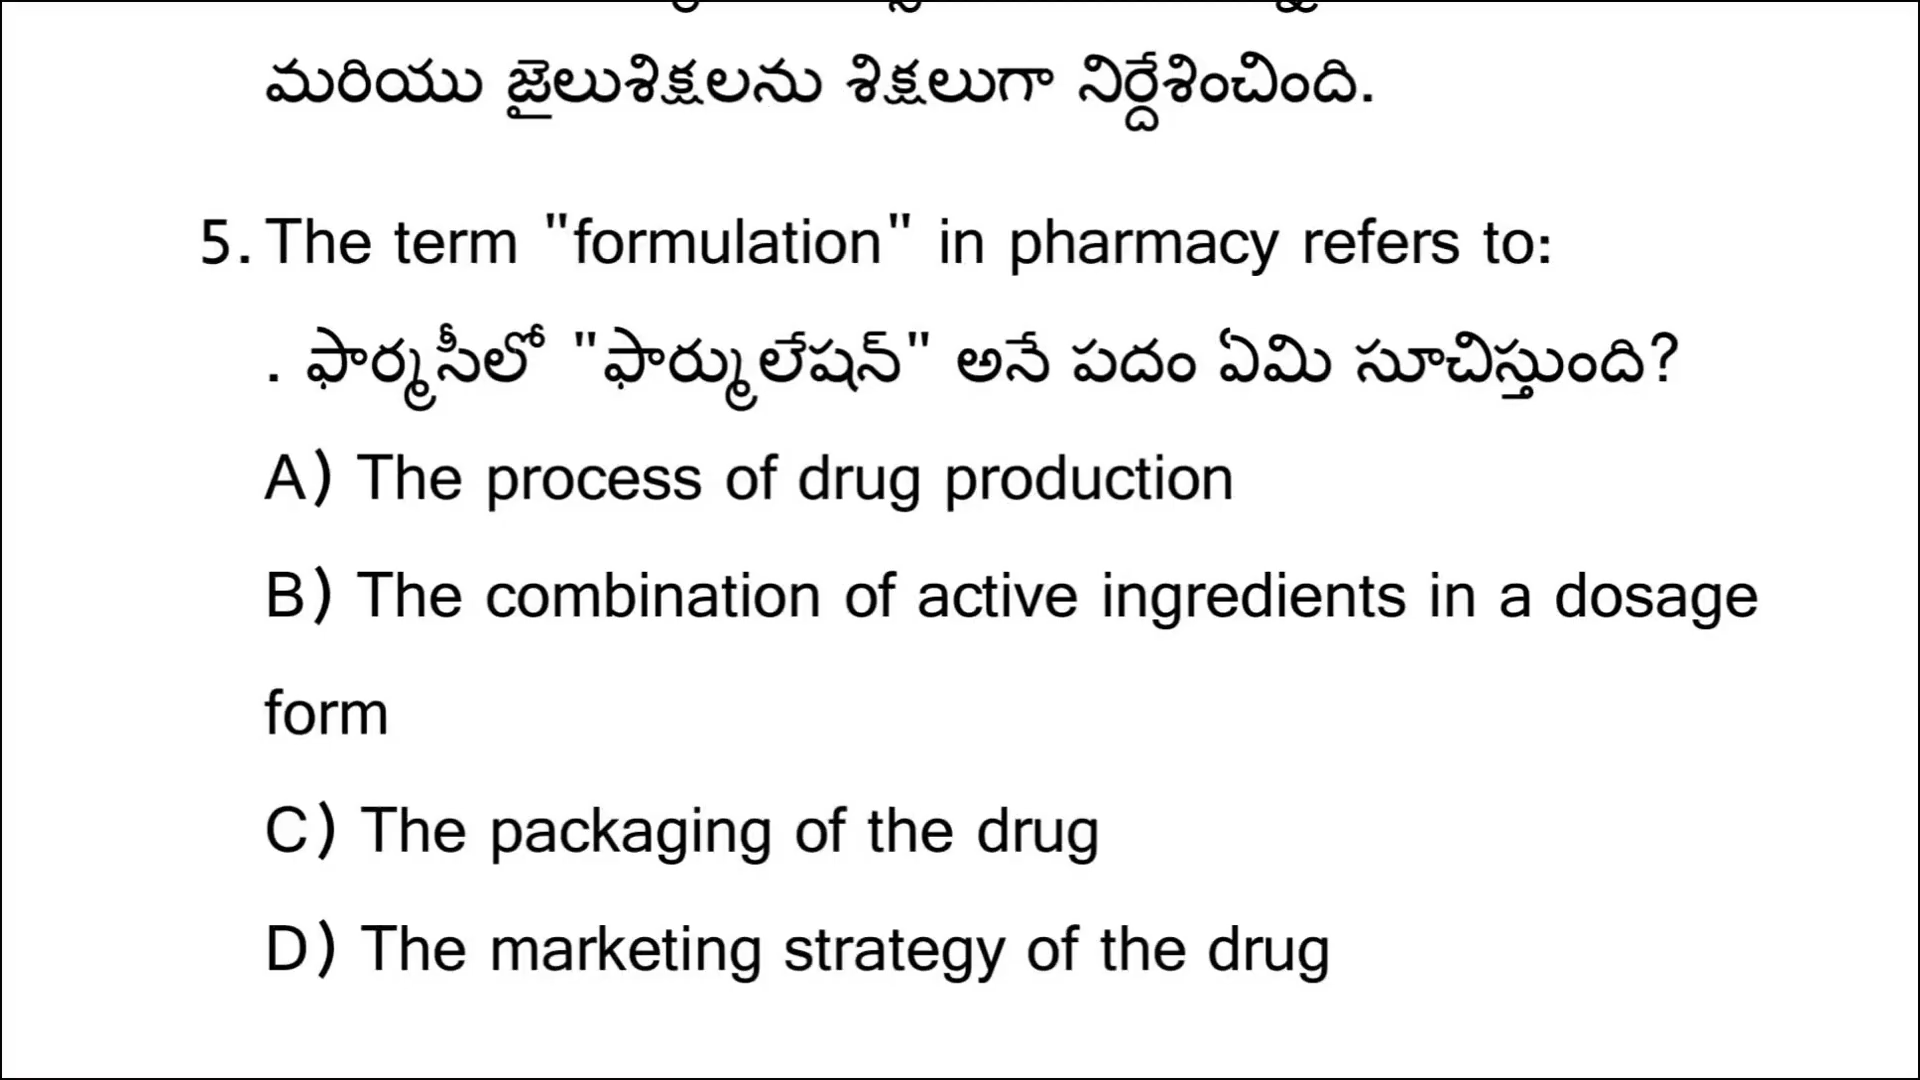 మరియు జైలుశిక్షలను శిక్షలుగా నిర్దేశించింది.
5. The term "formulation" in pharmacy refers to:
. ఫార్మసీలో "ఫార్ములేషన్" అనే పదం ఏమి సూచిస్తుంది?
A) The process of drug production
B) The combination of active ingredients in a dosage
form
C) The packaging of the drug
D) The marketing strategy of the drug